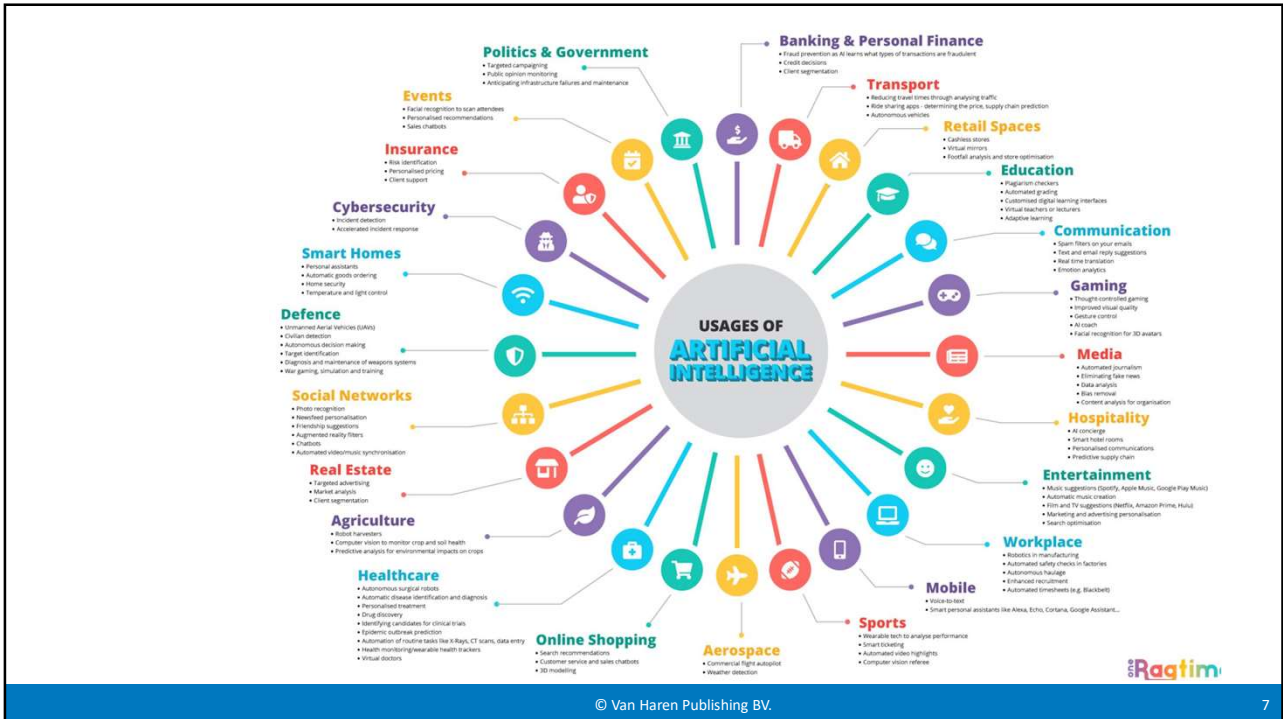 USAGES OF
ARTIFICIAL
INTELLIGENCE
Banking & Personal Finance
• Fraud prevention as AI learns what types of transactions are fraudulent
• Credit decisions
• Client segmentation
Transport
• Reducing travel times through analysing traffic
• Ride sharing apps - determining the price, supply chain prediction
• Autonomous vehicles
Retail Spaces
• Cashless stores
• Virtual mirrors
• Footfall analysis and store optimisation
Education
• Plagiarism checkers
• Automated grading
• Customised digital learning interfaces
• Virtual teachers or lecturers
• Adaptive learning
Communication
• Spam filters on your emails
• Text and email reply suggestions
• Real time translation
• Emotion analytics
Gaming
• Thought-controlled gaming
• Improved visual quality
• Gesture control
• AI coach
• Facial recognition for 3D avatars
Media
• Automated journalism
• Eliminating fake news
• Data analysis
• Bias removal
• Content analysis for organisation
Hospitality
• AI concierge
• Smart hotel rooms
• Personalised communications
• Predictive supply chain
Entertainment
• Music suggestions (Spotify, Apple Music, Google Play Music)
• Automatic music creation
• Film and TV suggestions (Netflix, Amazon Prime, Hulu)
• Marketing and advertising personalisation
• Search optimisation
Workplace
• Robotics in manufacturing
• Automated safety checks in factories
• Autonomous haulage
• Enhanced recruitment
• Automated timesheets (e.g. Blackbelt)
Mobile
• Voice-to-text
• Smart personal assistants like Alexa, Echo, Cortana, Google Assistant...
Sports
• Wearable tech to analyse performance
• Smart ticketing
• Automated video highlights
• Computer vision referee
Aerospace
• Commercial flight autopilot
• Weather detection
Online Shopping
• Search recommendations
• Customer service and sales chatbots
• 3D modelling
Healthcare
• Autonomous surgical robots
• Automatic disease identification and diagnosis
• Personalised treatment
• Drug discovery
• Identifying candidates for clinical trials
• Epidemic outbreak prediction
• Automation of routine tasks like X-Rays, CT scans, data entry
• Health monitoring/wearable health trackers
• Virtual doctors
Agriculture
• Robot harvesters
• Computer vision to monitor crop and soil health
• Predictive analysis for environmental impacts on crops
Real Estate
• Targeted advertising
• Market analysis
• Client segmentation
Social Networks
• Photo recognition
• Newsfeed personalisation
• Friendship suggestions
• Augmented reality filters
• Chatbots
• Automated video/music synchronisation
Defence
• Unmanned Aerial Vehicles (UAVs)
• Civilian detection
• Autonomous decision making
• Target identification
• Diagnosis and maintenance of weapons systems
• War gaming, simulation and training
Smart Homes
• Personal assistants
• Automatic goods ordering
• Home security
• Temperature and light control
Cybersecurity
• Incident detection
• Accelerated incident response
Insurance
• Risk identification
• Personalised pricing
• Client support
Events
• Facial recognition to scan attendees
• Personalised recommendations
• Sales chatbots
Politics & Government
• Targeted campaigning
• Public opinion monitoring
• Anticipating infrastructure failures and maintenance
$
one Ragtim
© Van Haren Publishing BV.
7